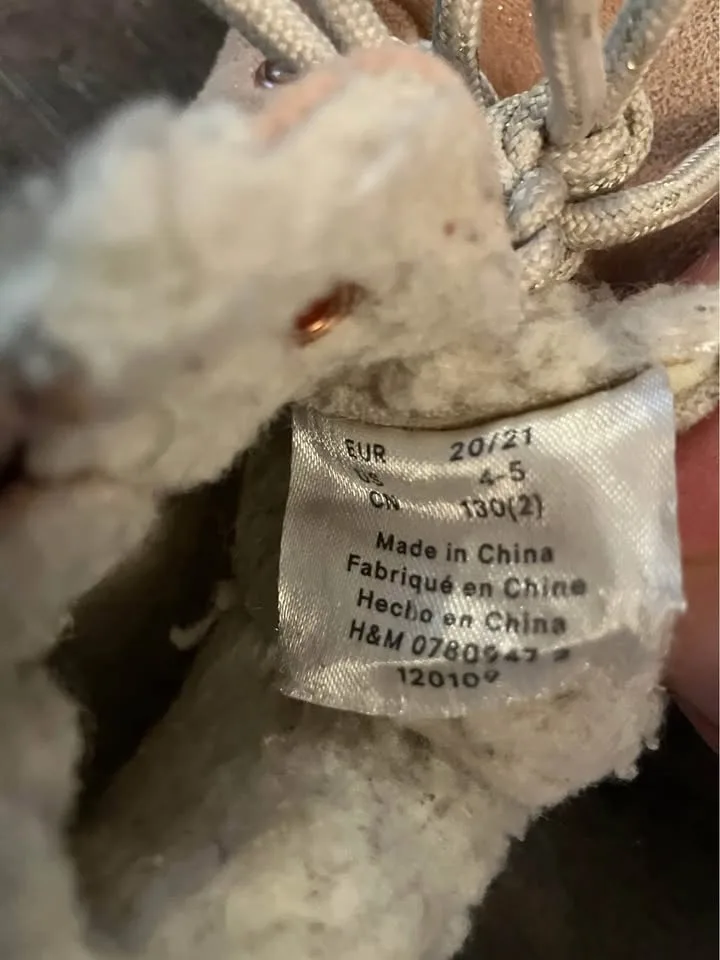 EUR 20/21
US 4-5
CN 130(2)
Made in China
Fabriqué en Chine
Hecho en China
H&M